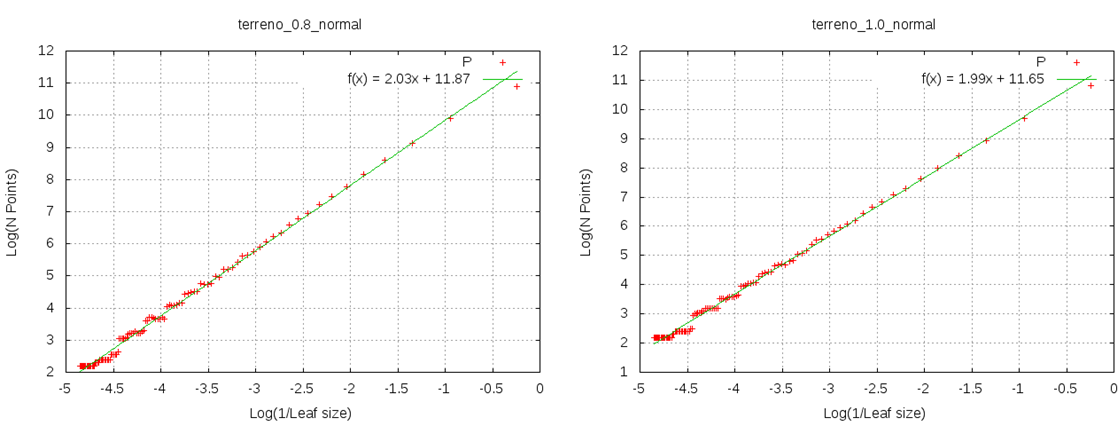 terreno_0.8_normal
P
f(x) = 2.03x + 11.87
12
11
10
9
8
7
6
5
4
3
2
Log(N Points)
-5 -4.5 -4 -3.5 -3 -2.5 -2 -1.5 -1 -0.5 0
Log(1/Leaf size)
terreno_1.0_normal
P
f(x) = 1.99x + 11.65
12
11
10
9
8
7
6
5
4
3
2
1
Log(N Points)
-5 -4.5 -4 -3.5 -3 -2.5 -2 -1.5 -1 -0.5 0
Log(1/Leaf size)